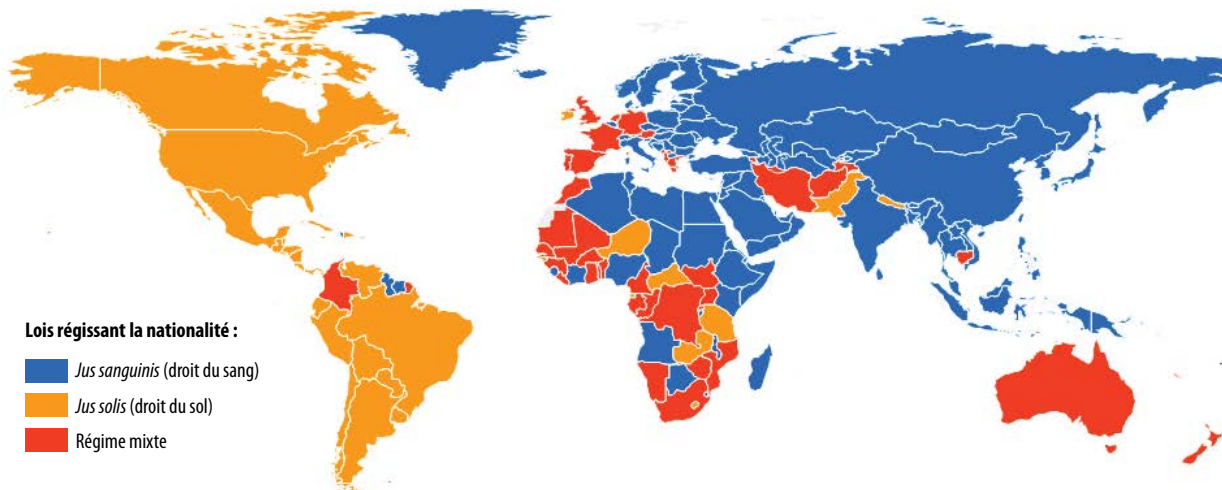 Lois régissant la nationalité :
Jus sanguinis (droit du sang)
Jus solis (droit du sol)
Régime mixte